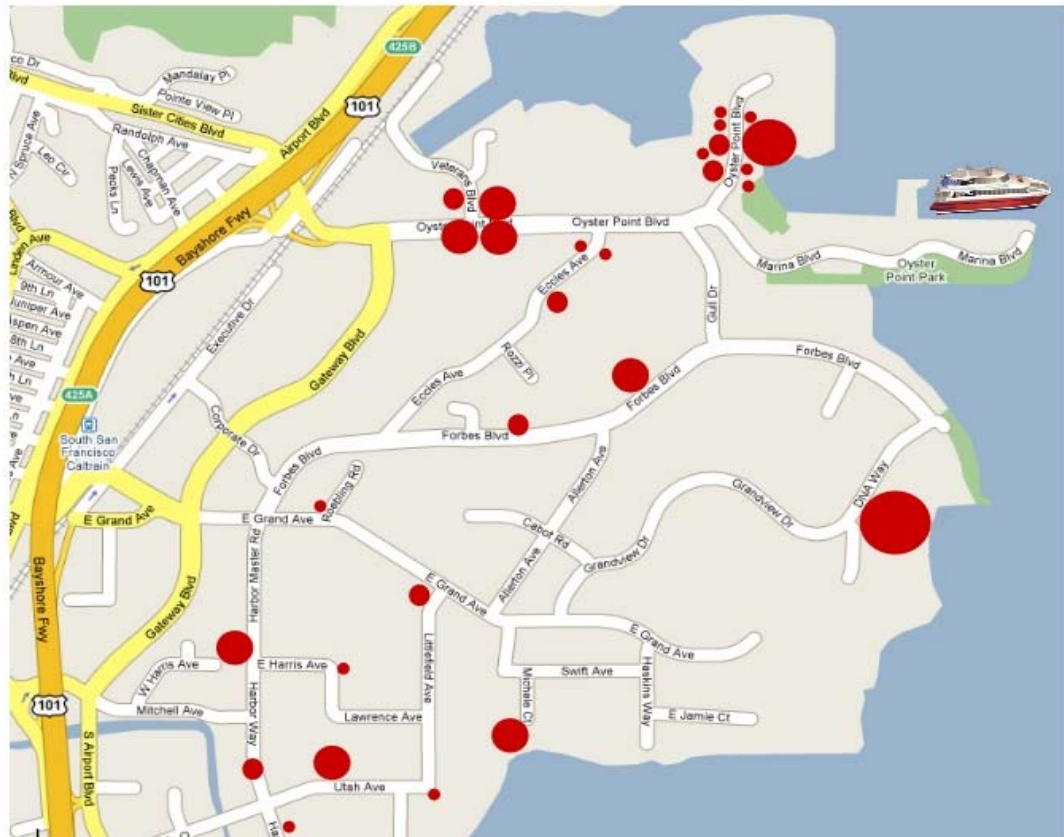 425B
Mandalay Pl
Pointe View Pl
Sister Cities Blvd
Airport Blvd
101
Randolph Ave
N Spruce Ave
Leo Cir
Chapman Ave
Lewis Ave
Pecks Ln
Veterans Blvd
Oyster Point Blvd
Bayshore Fwy
Oyster Point Blvd
Oyster Point Blvd
Linden Ave
101
Armour Ave
9th Ln
Juniper Ave
Aspen Ave
8th Ln
Executive Dr
Gateway Blvd
Eccles Ave
Marina Blvd
Oyster
Point Park
Marina Blvd
Gull Dr
Rozzi Pl
Eccles Ave
Forbes Blvd
Forbes Blvd
425A
South San
Francisco
Caltrain
Corporate Dr
Forbes Blvd
Forbes Blvd
Allerton Ave
Roebling Rd
Grandview Dr
DNA Way
E Grand Ave
E Grand Ave
Harbor Master Rd
Cabot Rd
Grandview Dr
Allerton Ave
E Grand Ave
Bayshore Fwy
Gateway Blvd
Littlefield Ave
E Grand Ave
W Harris Ave
E Harris Ave
Swift Ave
Michele Ct
Haskins Way
101
Mitchell Ave
Harbor Way
Lawrence Ave
E Jamie Ct
S Airport Blvd
Utah Ave